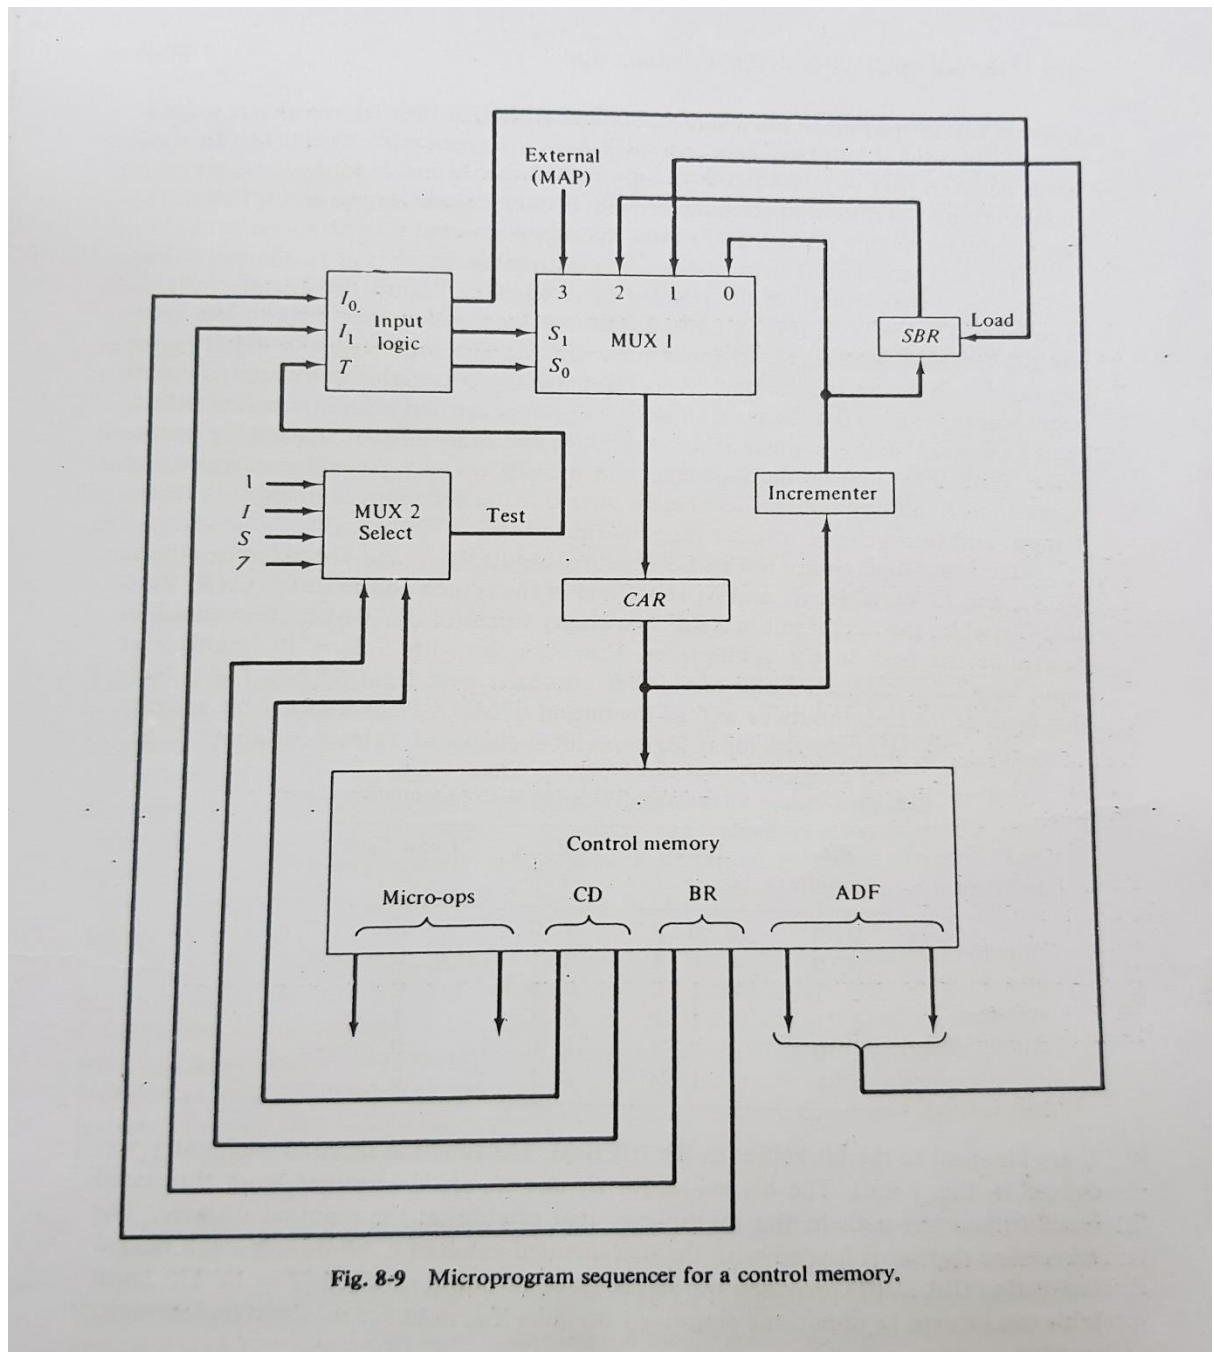 External
(MAP)
3 2 1 0
I0
Input
logic
I1
T
S1
MUX 1
S0
SBR
Load
1
I
S
7
MUX 2
Select
Test
Incrementer
CAR
Control memory
Micro-ops CD BR ADF
Fig. 8-9 Microprogram sequencer for a control memory.